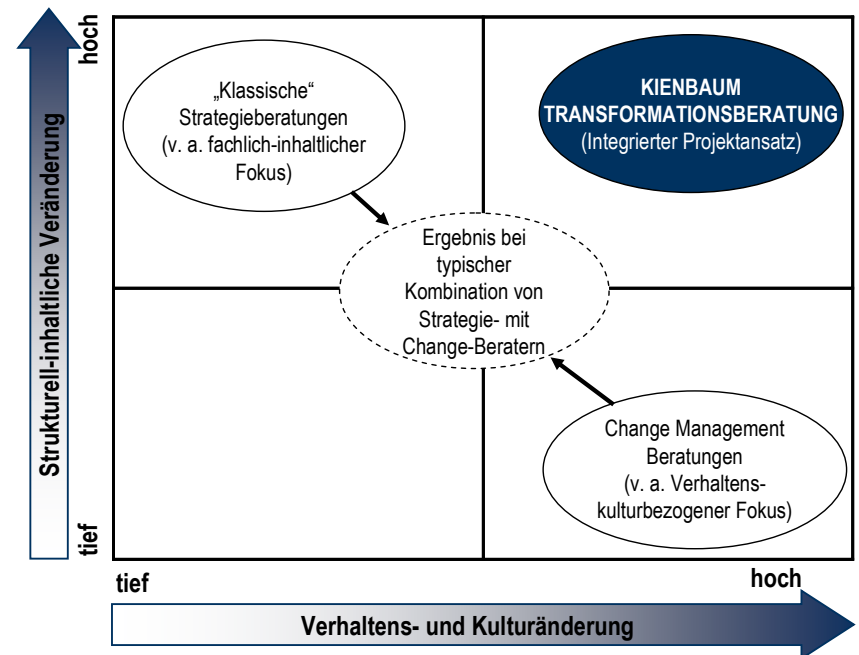 hoch
Strukturell-inhaltliche Veränderung
tief
„Klassische“
Strategieberatungen
(v. a. fachlich-inhaltlicher
Fokus)
KIENBAUM
TRANSFORMATIONSBERATUNG
(Integrierter Projektansatz)
Ergebnis bei
typischer
Kombination von
Strategie- mit
Change-Beratern
Change Management
Beratungen
(v. a. Verhaltens-
kulturbezogener Fokus)
tief
hoch
Verhaltens- und Kulturänderung